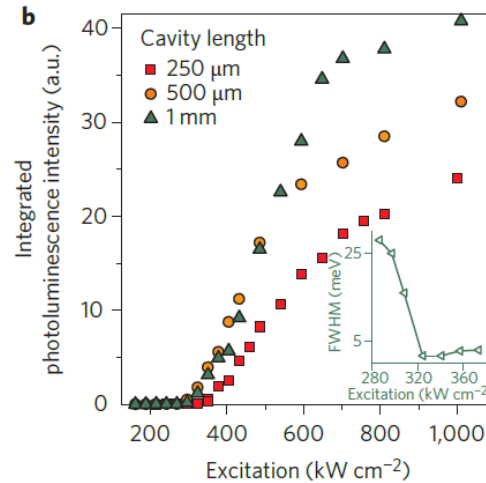 b
Cavity length
250 μm
500 μm
1 mm
Integrated
photoluminescence intensity (a.u.)
40
30
20
10
0
200
400
600
800
1,000
Excitation (kW cm⁻²)
FWHM (meV)
25
5
280
320
360
Excitation (kW cm⁻²)